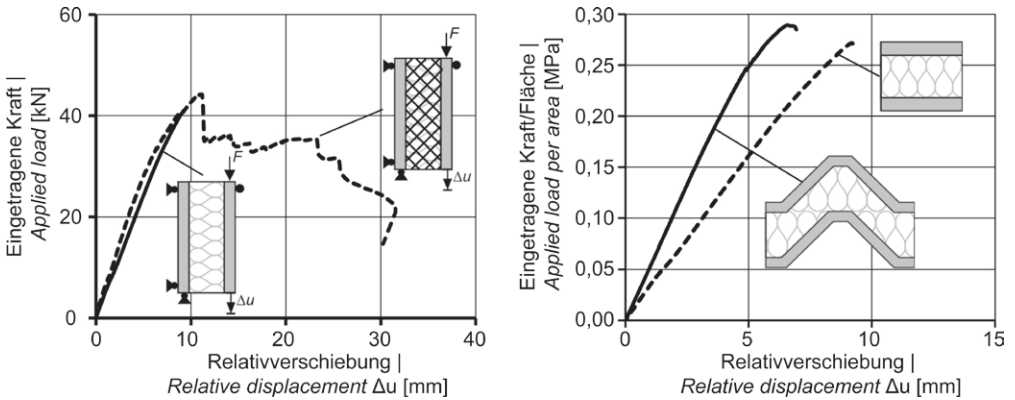 Eingetragene Kraft |
Applied load [kN]
60
40
20
0
0 10 20 30 40
Relativverschiebung |
Relative displacement Δu [mm]
F
Δu
F
Δu
Eingetragene Kraft/Fläche |
Applied load per area [MPa]
0,30
0,25
0,20
0,15
0,10
0,05
0,00
0 5 10 15
Relativverschiebung |
Relative displacement Δu [mm]